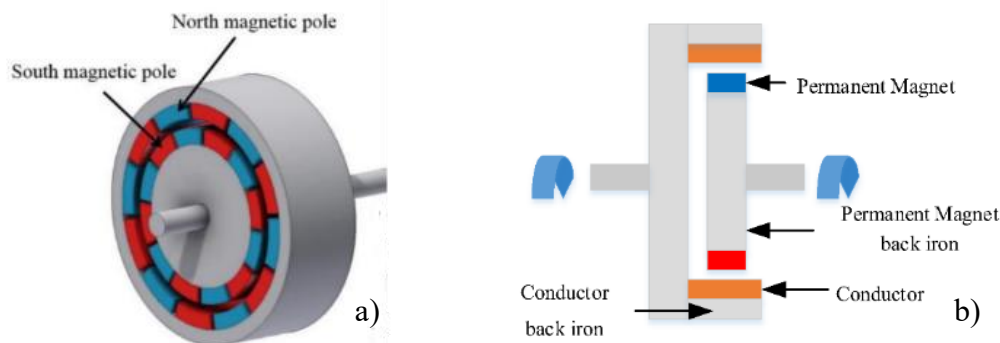 North magnetic pole
South magnetic pole
a)
Permanent Magnet
Permanent Magnet
back iron
Conductor
back iron
Conductor
b)